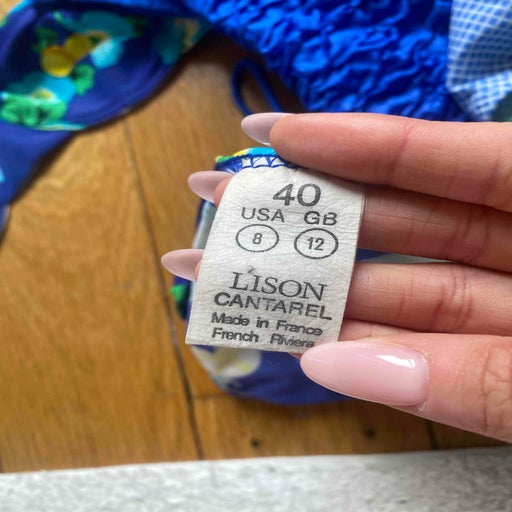 40
USA GB
8 12
LISON
CANTAREL
Made in France
French Riviera